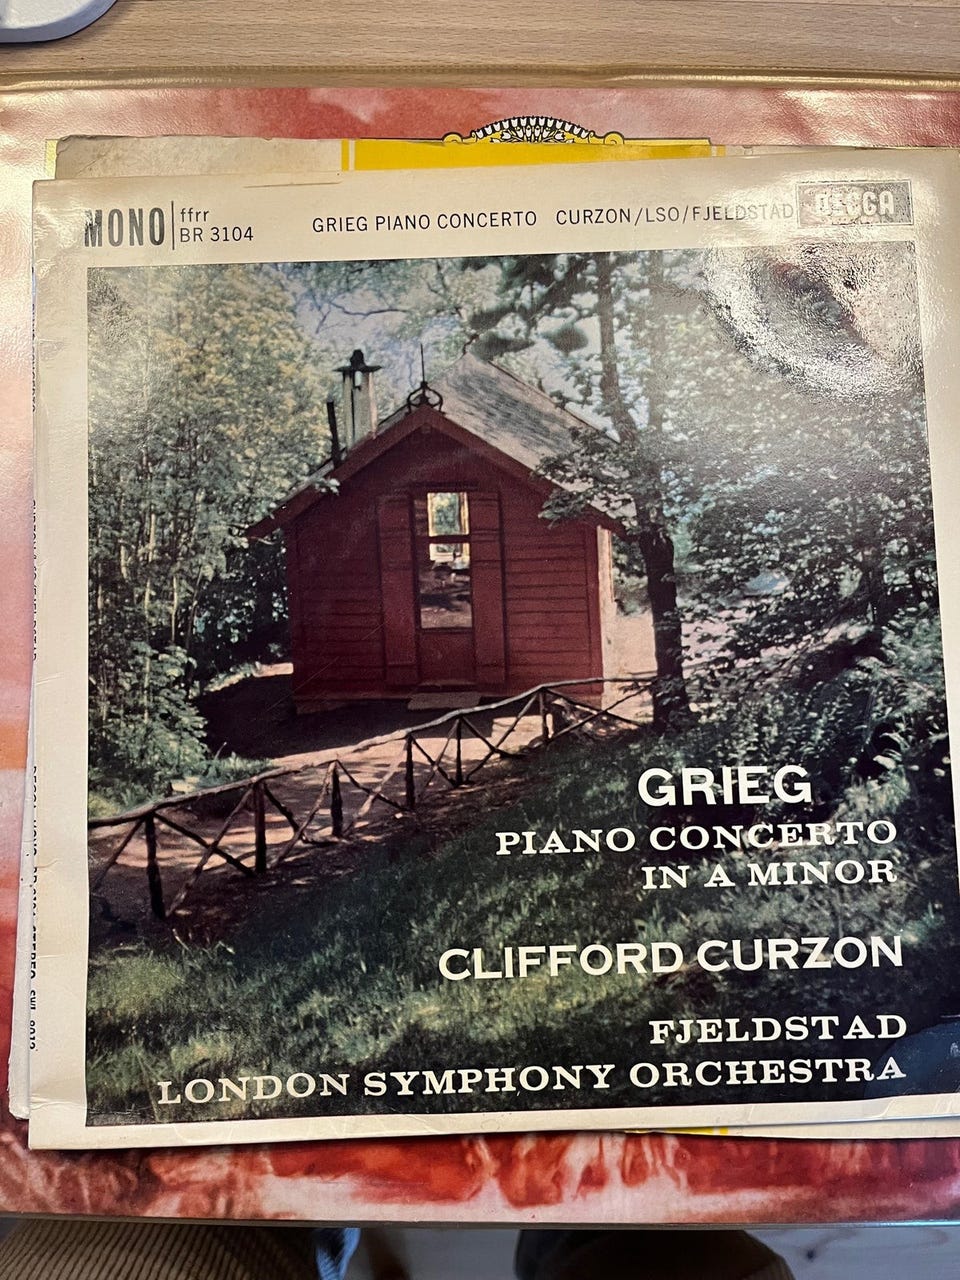 MONO
ffrr
BR 3104
GRIEG PIANO CONCERTO CURZON/LSO/FJELDSTAD
DECCA
GRIEG
PIANO CONCERTO
IN A MINOR
CLIFFORD CURZON
FJELDSTAD
LONDON SYMPHONY ORCHESTRA